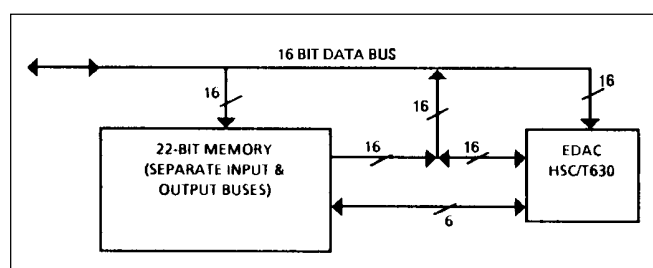 16 BIT DATA BUS
16
16
16
22-BIT MEMORY
(SEPARATE INPUT &
OUTPUT BUSES)
16
16
EDAC
HSC/T630
6